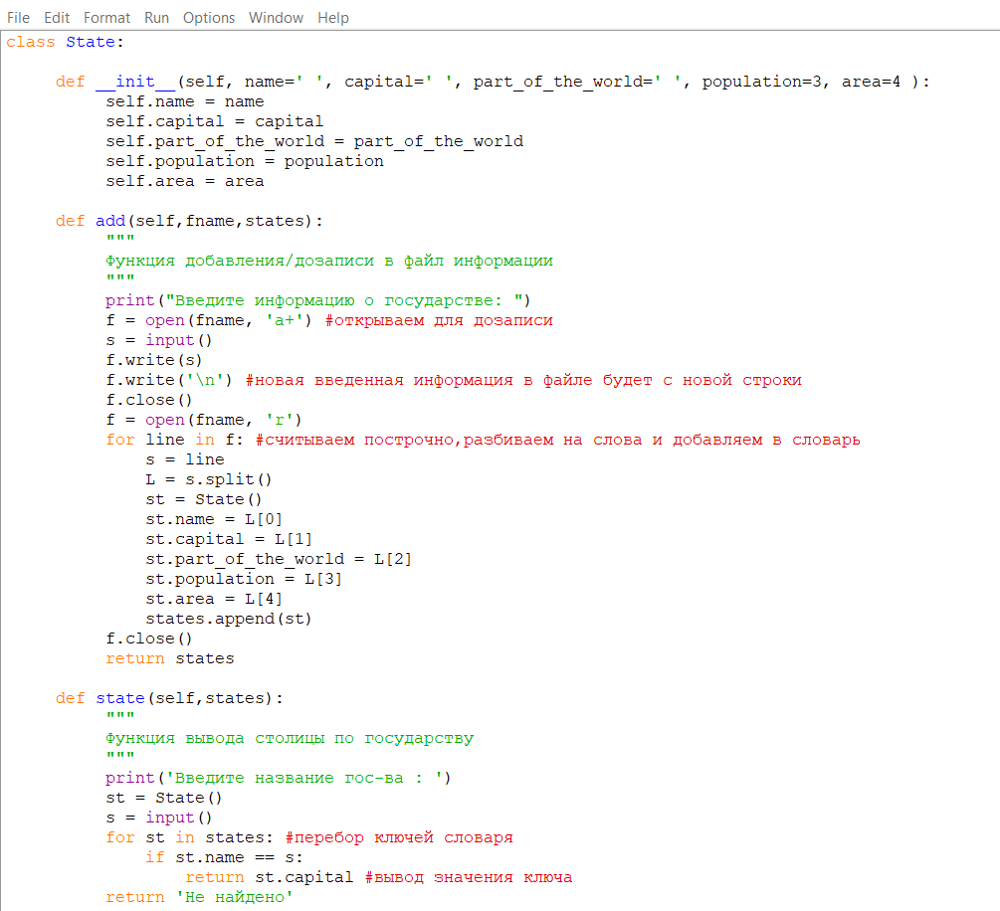 File Edit Format Run Options Window Help
class State:
def __init__(self, name=' ', capital=' ', part_of_the_world=' ', population=3, area=4 ):
self.name = name
self.capital = capital
self.part_of_the_world = part_of_the_world
self.population = population
self.area = area
def add(self,fname,states):
"""
Функция добавления/дозаписи в файл информации
"""
print("Введите информацию о государстве: ")
f = open(fname, 'a+') #открываем для дозаписи
s = input()
f.write(s)
f.write('\n') #новая введенная информация в файле будет с новой строки
f.close()
f = open(fname, 'r')
for line in f: #считываем построчно,разбиваем на слова и добавляем в словарь
s = line
L = s.split()
st = State()
st.name = L[0]
st.capital = L[1]
st.part_of_the_world = L[2]
st.population = L[3]
st.area = L[4]
states.append(st)
f.close()
return states
def state(self,states):
"""
Функция вывода столицы по государству
"""
print('Введите название гос-ва : ')
st = State()
s = input()
for st in states: #перебор ключей словаря
if st.name == s:
return st.capital #вывод значения ключа
return 'Не найдено'